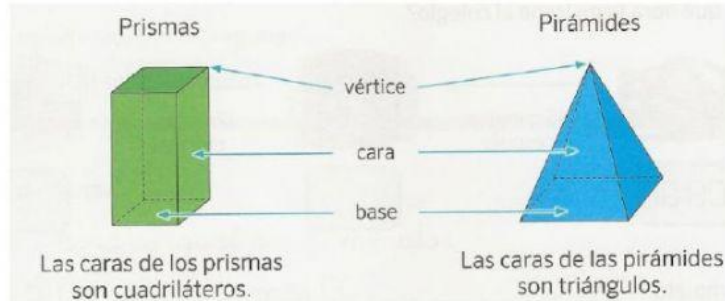 Prismas
Pirámides
vértice
cara
base
Las caras de los prismas
son cuadriláteros.
Las caras de las pirámides
son triángulos.